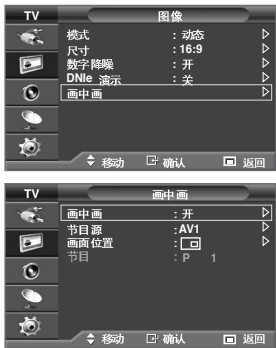 TV 图像
模式 : 动态
尺寸 : 16:9
数字降噪 : 开
DNIe 演示 : 关
画中画
移动 确认 返回
TV 画中画
画中画 : 开
节目源 : AV1
画面位置 :
节目 : P 1
移动 确认 返回